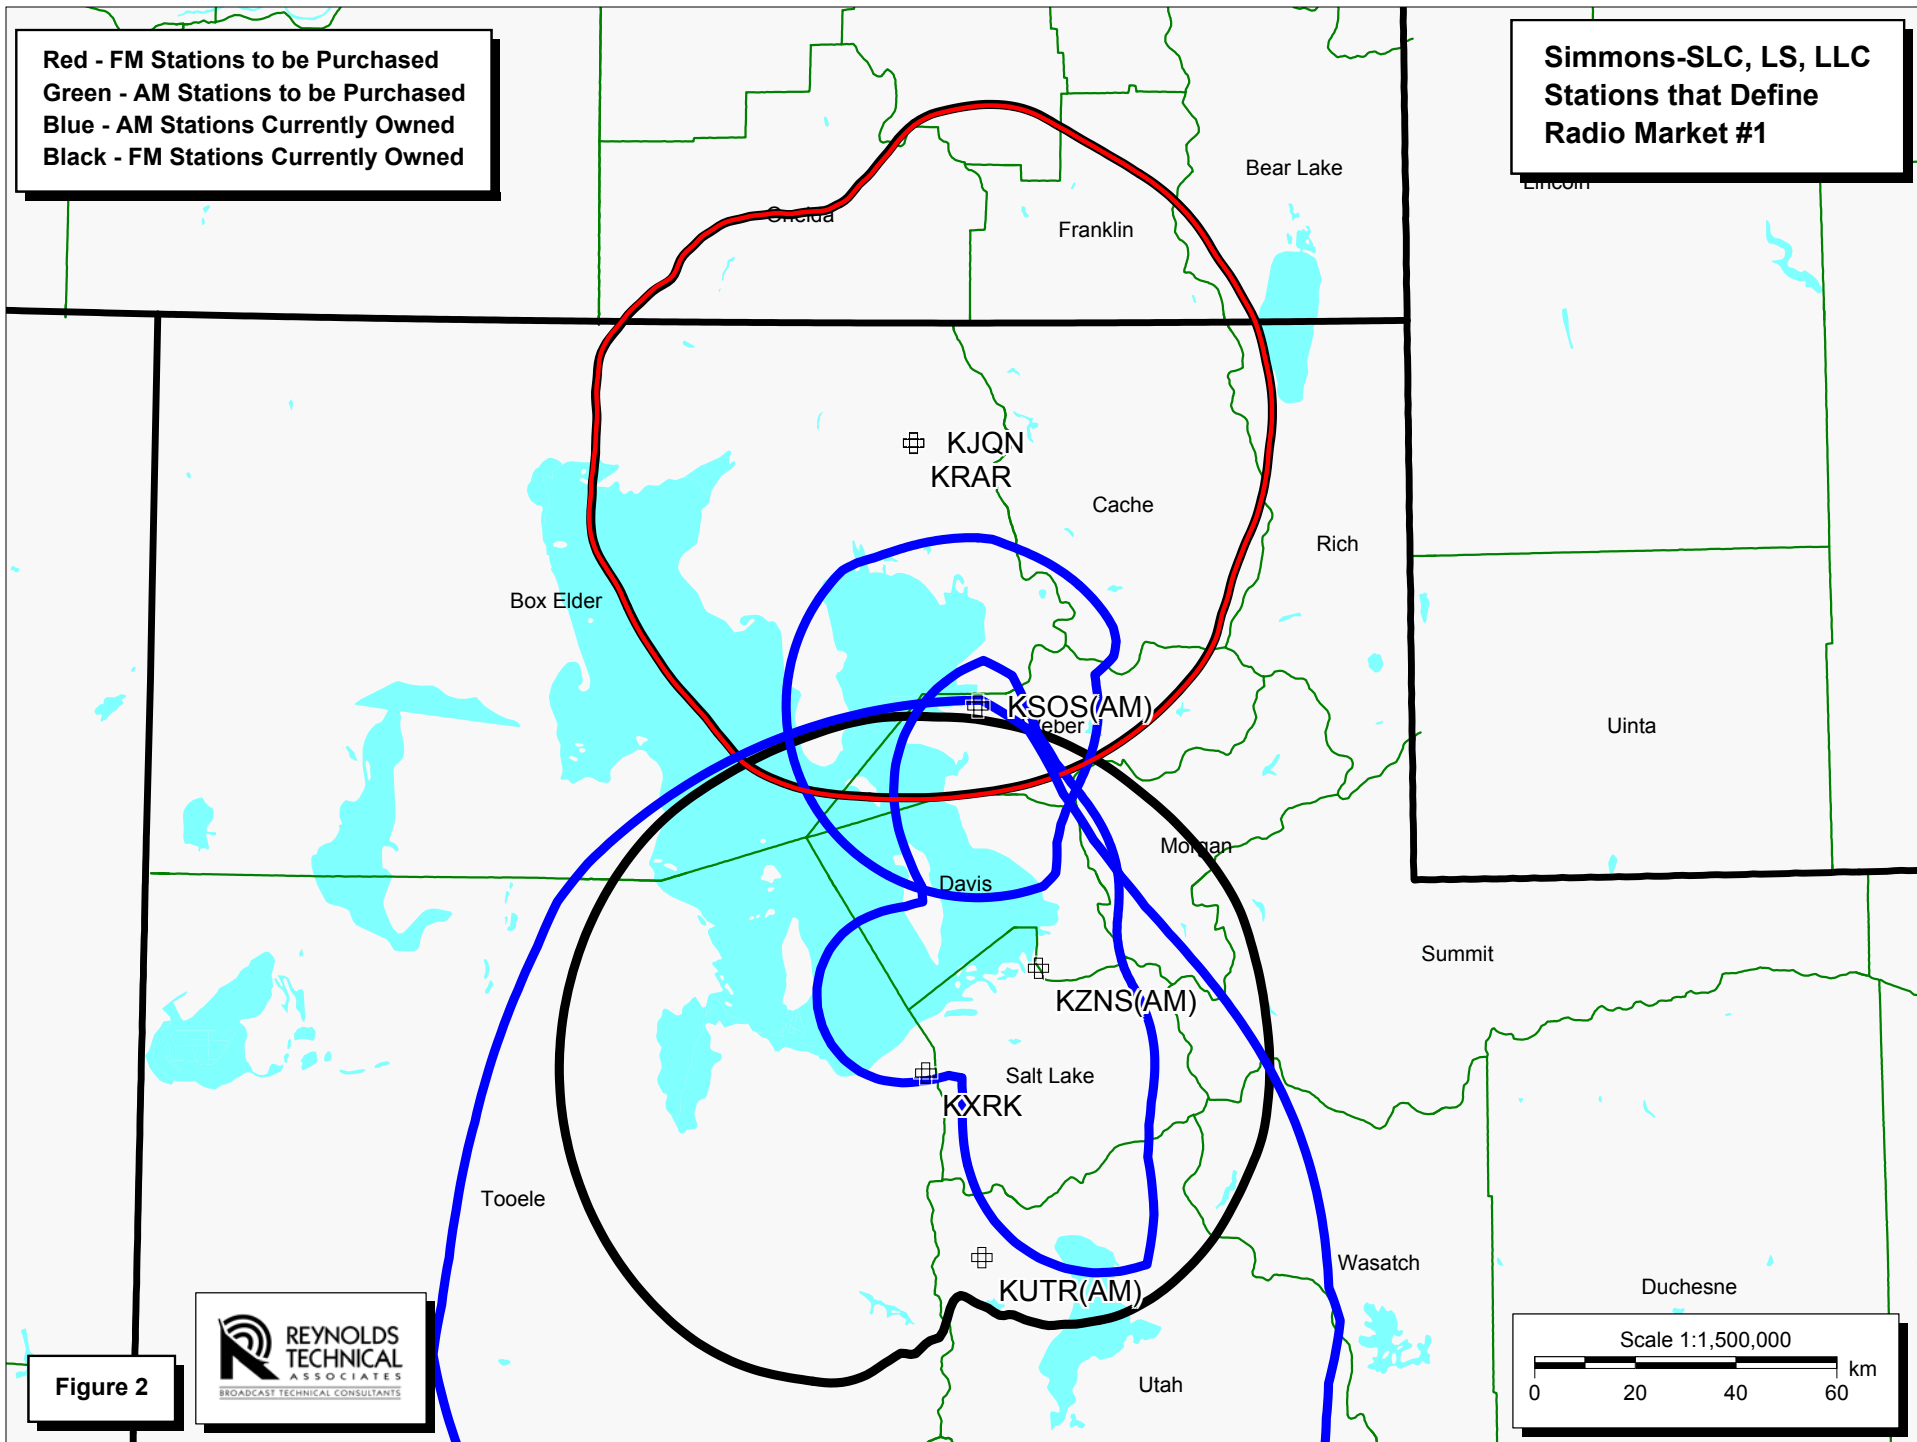 Red - FM Stations to be Purchased
Green - AM Stations to be Purchased
Blue - AM Stations Currently Owned
Black - FM Stations Currently Owned
Simmons-SLC, LS, LLC
Stations that Define
Radio Market #1
Lincoln
Bear Lake
Oneida
Franklin
KJQN
KRAR
Cache
Rich
Box Elder
KSOS(AM)
eber
Uinta
Morgan
Davis
Summit
KZNS(AM)
Salt Lake
KXRK
Tooele
Wasatch
KUTR(AM)
Duchesne
Utah
Figure 2
REYNOLDS
TECHNICAL
ASSOCIATES
BROADCAST TECHNICAL CONSULTANTS
Scale 1:1,500,000
km
0 20 40 60